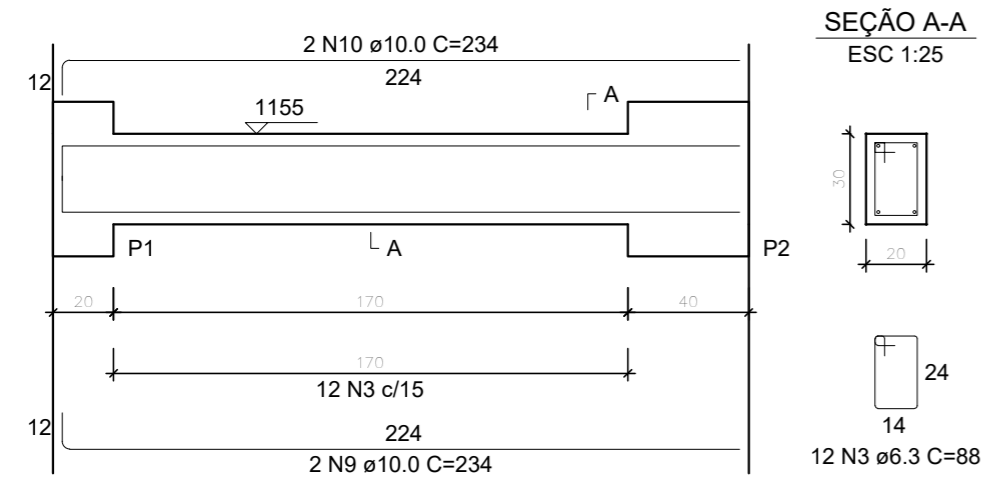 SEÇÃO A-A
ESC 1:25
2 N10 ø10.0 C=234
224
12
A
1155
30
20
P1
A
P2
20
170
40
170
12 N3 c/15
24
14
12 N3 ø6.3 C=88
12
224
2 N9 ø10.0 C=234